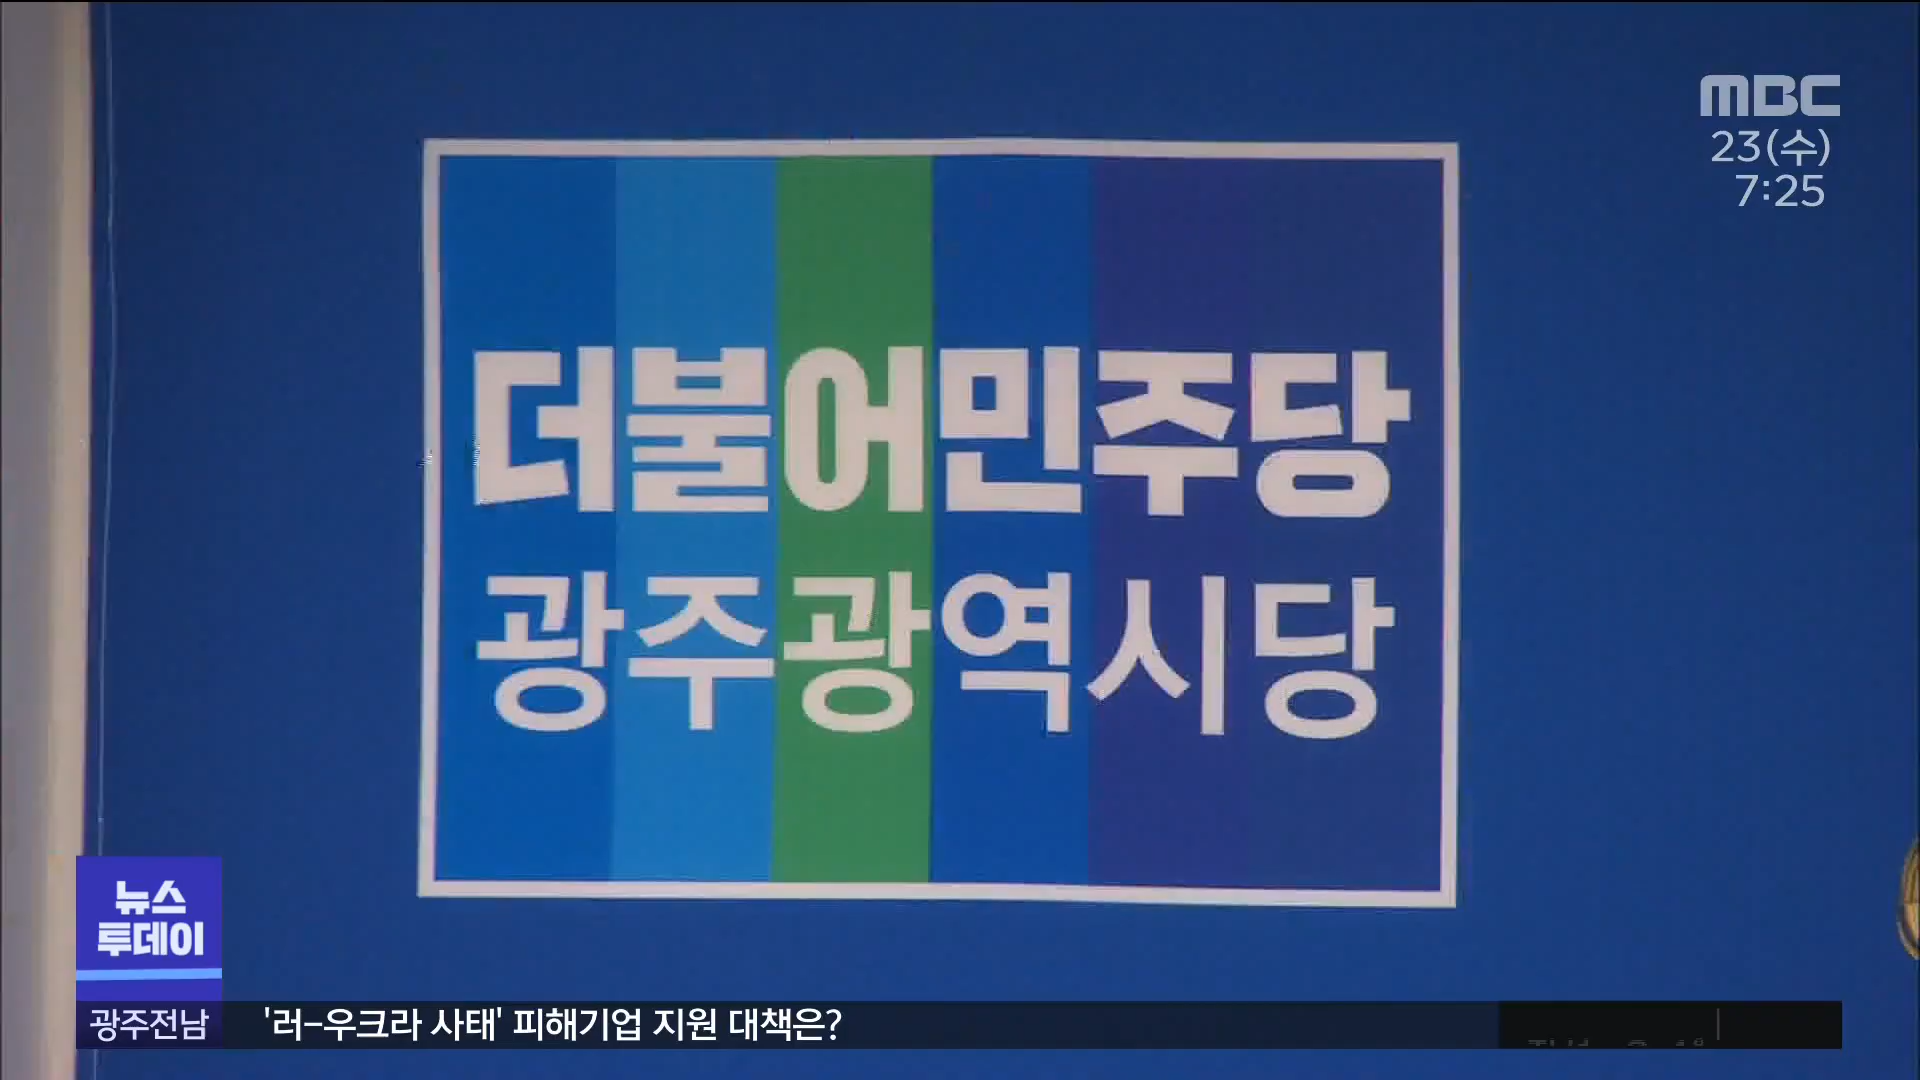 MBC
23(수)
7:25
더불어민주당
광주광역시당
뉴스
투데이
광주전남 '러-우크라 사태' 피해기업 지원 대책은?